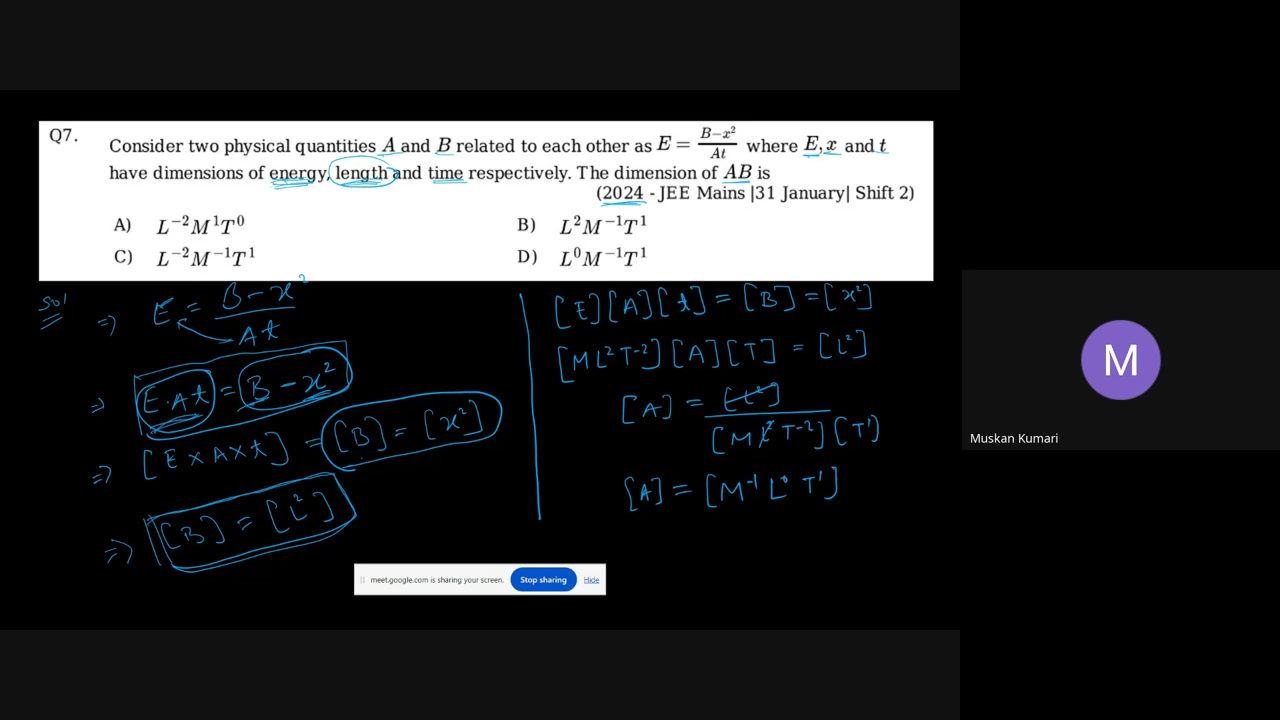 Q7.
Consider two physical quantities A and B related to each other as E = B−x²/At where E, x and t
have dimensions of energy, length and time respectively. The dimension of AB is
(2024 - JEE Mains |31 January| Shift 2)
A) L⁻²M¹T⁰
B) L²M⁻¹T¹
C) L⁻²M⁻¹T¹
D) L⁰M⁻¹T¹
Sol
⇒ E = B − x²/At
⇒ E·At = B − x²
⇒ [E × A × t] = [B] = [x²]
⇒ [B] = [L²]
[E][A][t] = [B] = [x²]
[M L² T-2][A][T] = [L²]
[A] = [L²]/[M L² T-2][T¹]
[A] = [M⁻¹ L⁰ T¹]
meet.google.com is sharing your screen.
Stop sharing
Hide
M
Muskan Kumari